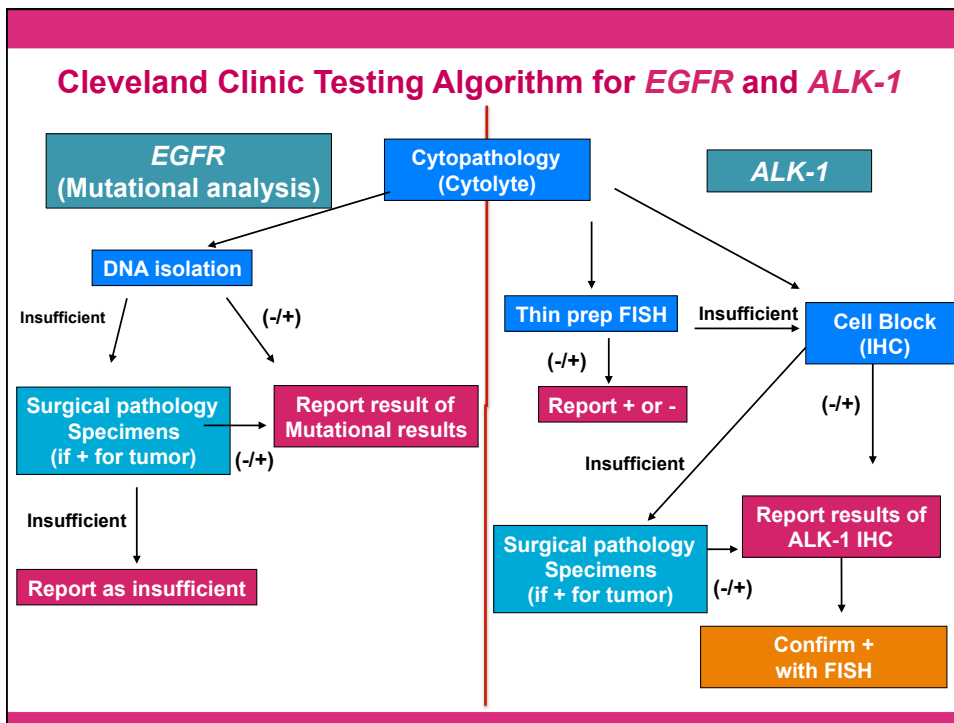 Cleveland Clinic Testing Algorithm for EGFR and ALK-1
EGFR
(Mutational analysis)
Cytopathology
(Cytolyte)
ALK-1
DNA isolation
Insufficient
(-/+)
Surgical pathology
Specimens
(if + for tumor)
(-/+)
Report result of
Mutational results
Insufficient
Report as insufficient
Thin prep FISH
Insufficient
Cell Block
(IHC)
(-/+)
Report + or -
(-/+)
Insufficient
Surgical pathology
Specimens
(if + for tumor)
(-/+)
Report results of
ALK-1 IHC
Confirm +
with FISH